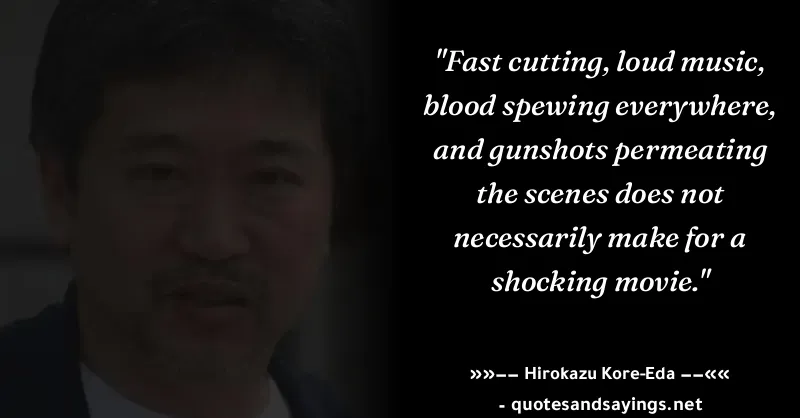 "Fast cutting, loud music,
blood spewing everywhere,
and gunshots permeating
the scenes does not
necessarily make for a
shocking movie."
»»–– Hirokazu Kore-Eda ––««
- quotesandsayings.net